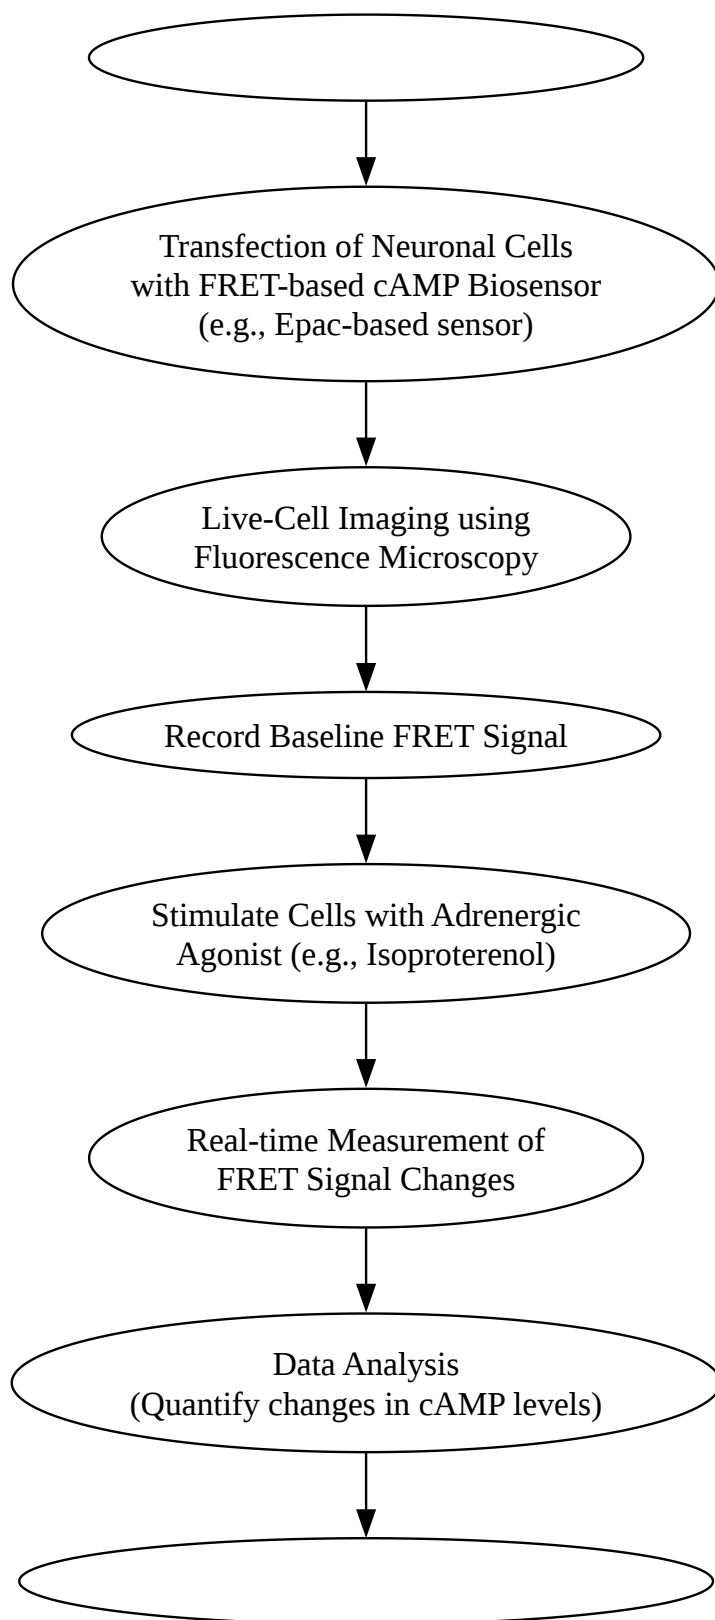 Transfection of Neuronal Cells
with FRET-based cAMP Biosensor
(e.g., Epac-based sensor)
Live-Cell Imaging using
Fluorescence Microscopy
Record Baseline FRET Signal
Stimulate Cells with Adrenergic
Agonist (e.g., Isoproterenol)
Real-time Measurement of
FRET Signal Changes
Data Analysis
(Quantify changes in cAMP levels)